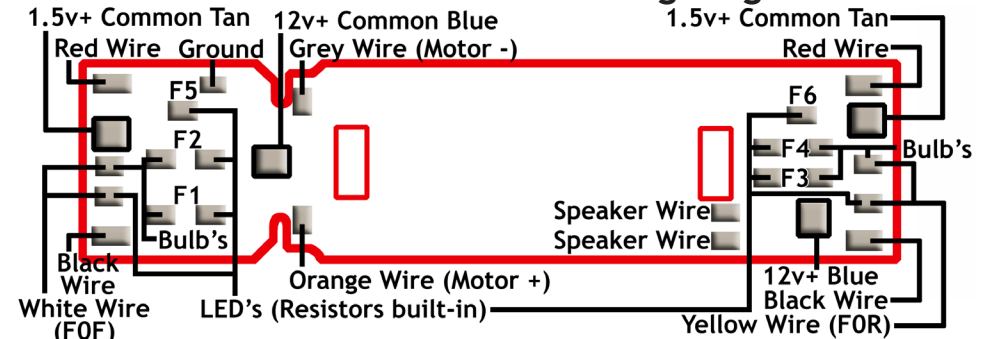 1.5v+ Common Tan
12v+ Common Blue
1.5v+ Common Tan
Red Wire
Ground
Grey Wire (Motor -)
Red Wire
F5
F6
F2
F4
Bulb's
F1
F3
Speaker Wire
Bulb's
Speaker Wire
Black
Wire
Orange Wire (Motor +)
12v+ Blue
White Wire
(F0F)
LED's (Resistors built-in)
Black Wire
Yellow Wire (F0R)